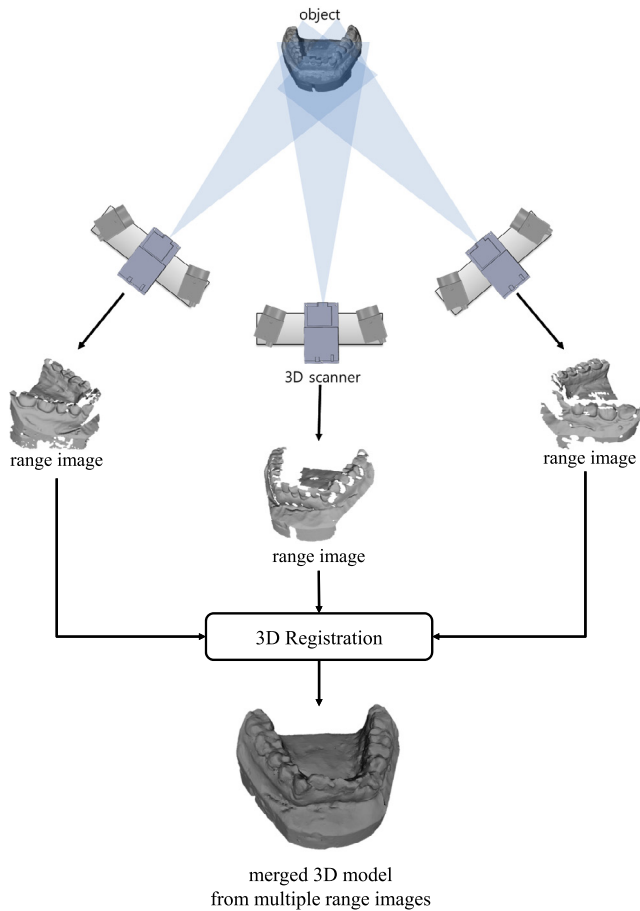 object
3D scanner
range image
range image
range image
3D Registration
merged 3D model
from multiple range images